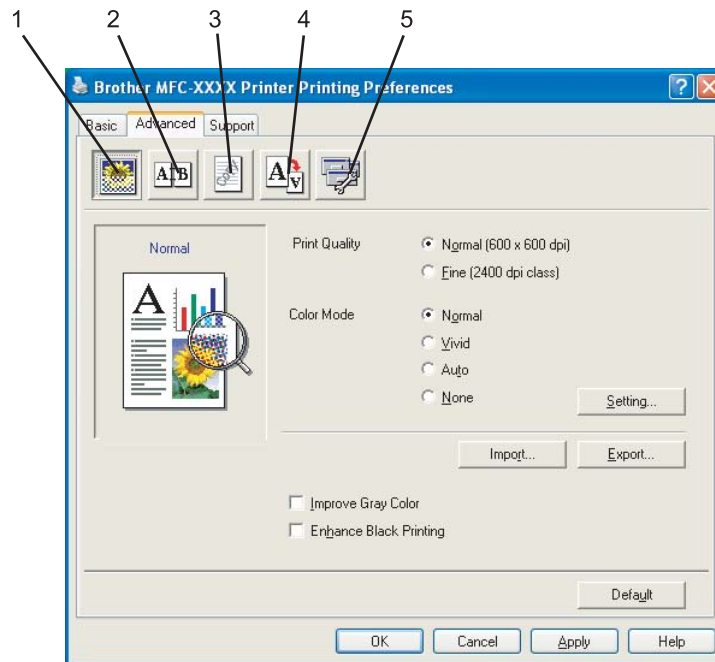 1 2 3 4 5
Brother MFC-XXXX Printer Printing Preferences
Basic Advanced Support
Normal
Print Quality
Normal (600 x 600 dpi)
Fine (2400 dpi class)
Color Mode
Normal
Vivid
Auto
None
Setting...
Import... Export...
Improve Gray Color
Enhance Black Printing
Default
OK Cancel Apply Help